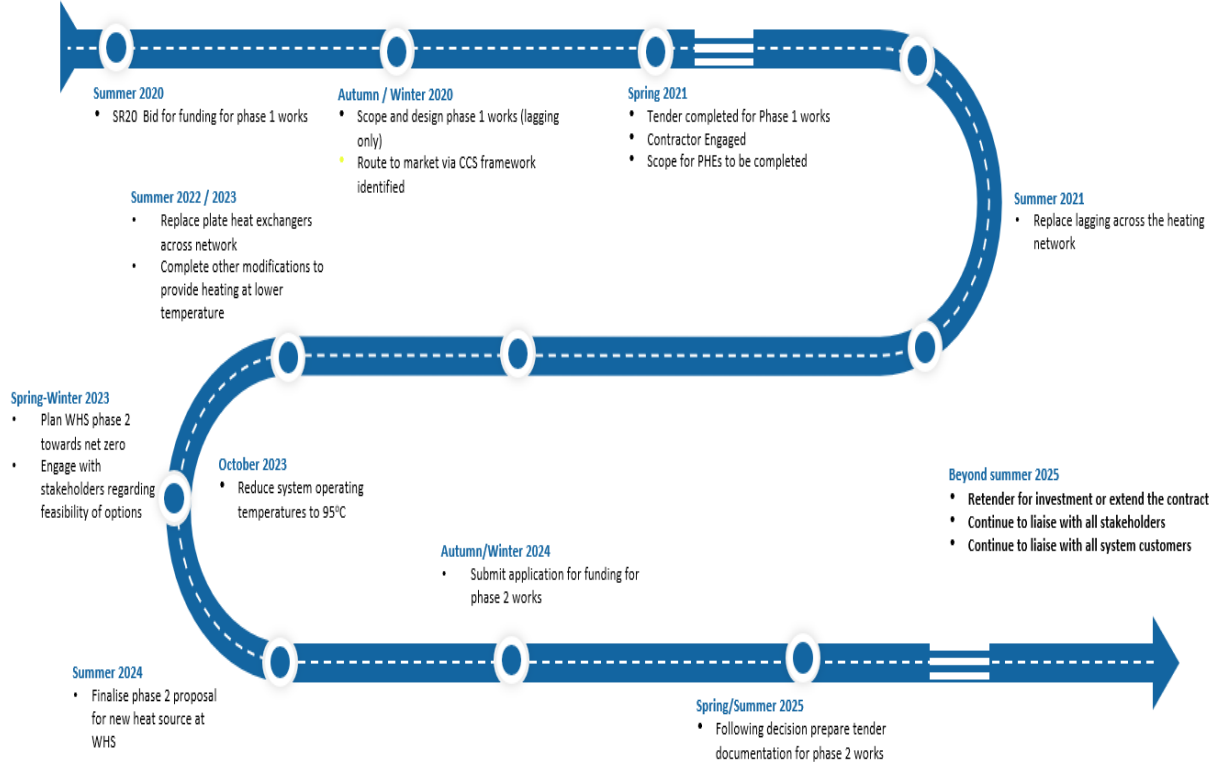 Summer 2020
• SR20 Bid for funding for phase 1 works
Autumn / Winter 2020
• Scope and design phase 1 works (lagging
only)
• Route to market via CCS framework
identified
Spring 2021
• Tender completed for Phase 1 works
• Contractor Engaged
• Scope for PHEs to be completed
Summer 2021
• Replace lagging across the heating
network
Summer 2022 / 2023
• Replace plate heat exchangers
across network
• Complete other modifications to
provide heating at lower
temperature
Spring-Winter 2023
• Plan WHS phase 2
towards net zero
• Engage with
stakeholders regarding
feasibility of options
October 2023
• Reduce system operating
temperatures to 95⁰C
Summer 2024
• Finalise phase 2 proposal
for new heat source at
WHS
Autumn/Winter 2024
• Submit application for funding for
phase 2 works
Spring/Summer 2025
• Following decision prepare tender
documentation for phase 2 works
Beyond summer 2025
• Retender for investment or extend the contract
• Continue to liaise with all stakeholders
• Continue to liaise with all system customers